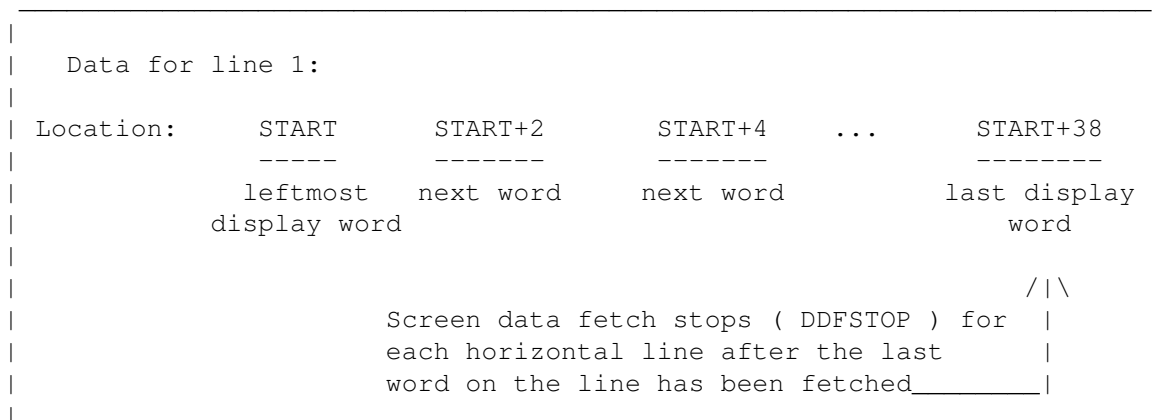 Data for line 1:
Location: START START+2 START+4 ... START+38
----- ------- ------- --------
leftmost next word next word last display
display word word
/|\
Screen data fetch stops ( DDFSTOP ) for |
each horizontal line after the last |
word on the line has been fetched________|